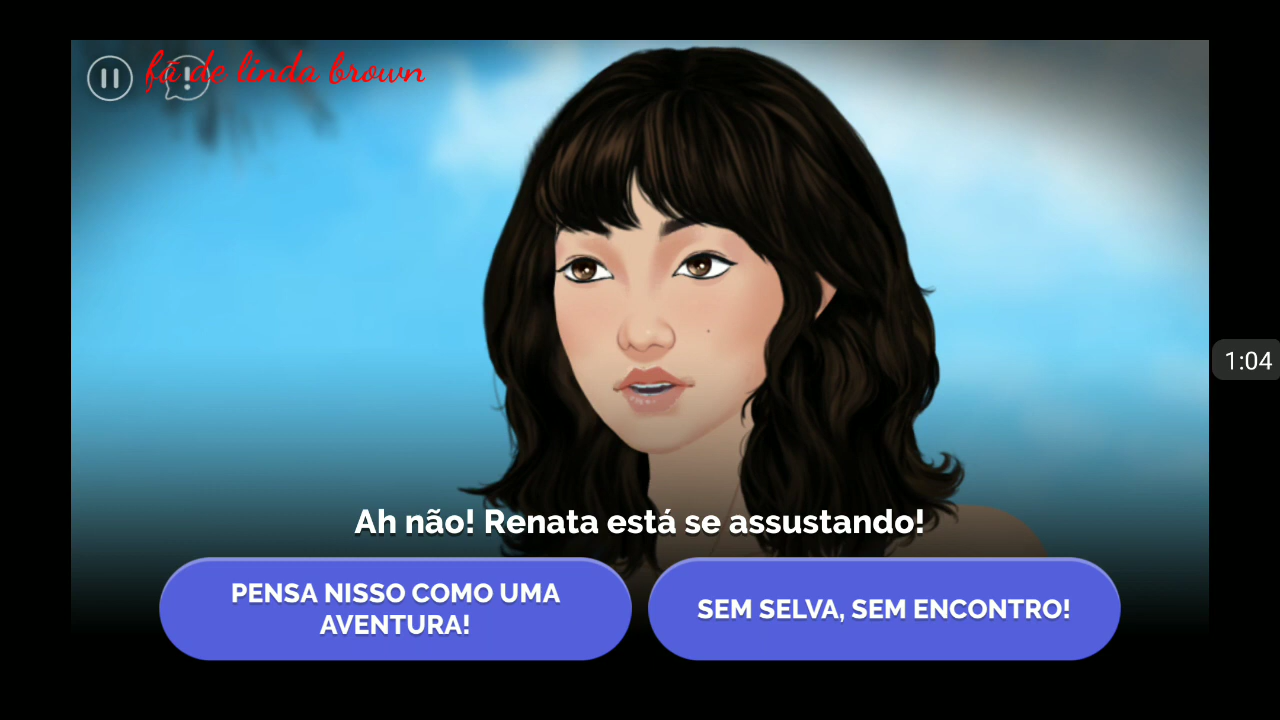 fã de linda brown
1:04
Ah não! Renata está se assustando!
PENSA NISSO COMO UMA
AVENTURA!
SEM SELVA, SEM ENCONTRO!